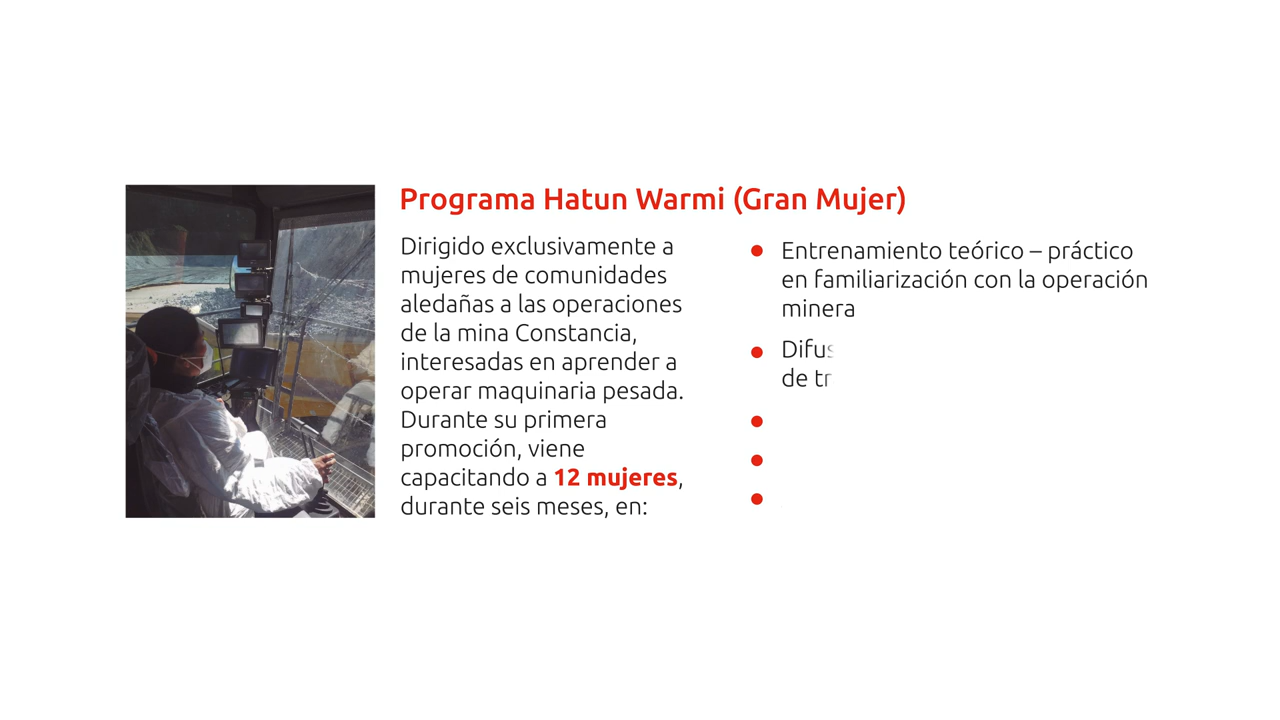 Programa Hatun Warmi (Gran Mujer)
Dirigido exclusivamente a
mujeres de comunidades
aledañas a las operaciones
de la mina Constancia,
interesadas en aprender a
operar maquinaria pesada.
Durante su primera
promoción, viene
capacitando a 12 mujeres,
durante seis meses, en:
Entrenamiento teórico – práctico
en familiarización con la operación
minera
de